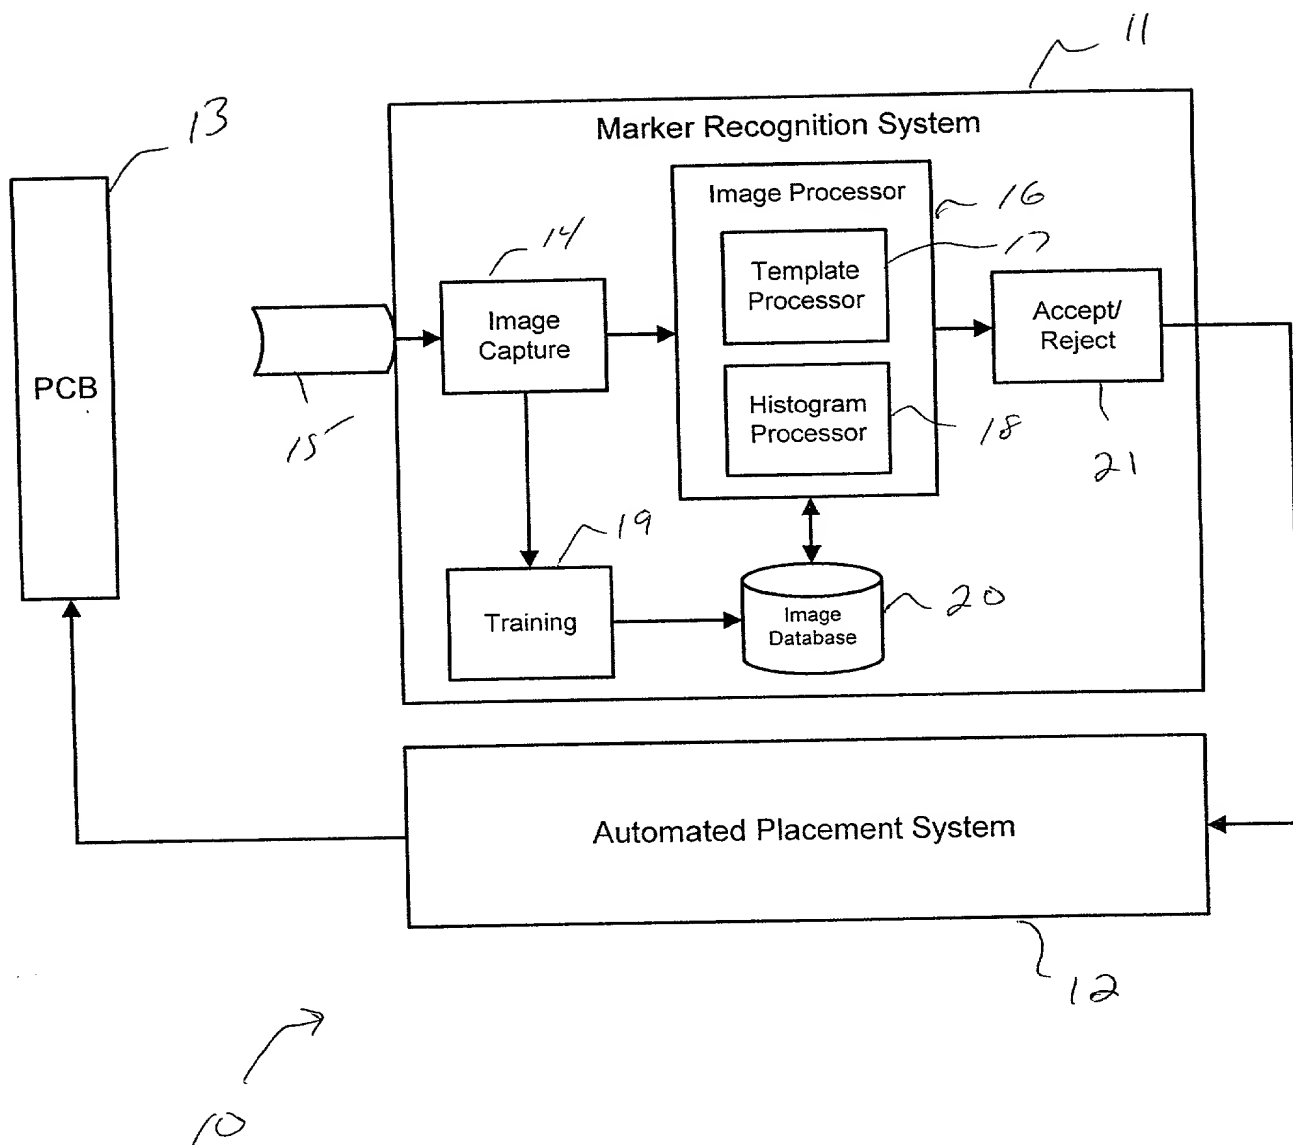 11
Marker Recognition System
13
Image Processor
16
14
17
Template
Processor
Image
Capture
Accept/
Reject
PCB
15
Histogram
Processor
18
21
19
Training
Image
Database
20
Automated Placement System
12
10